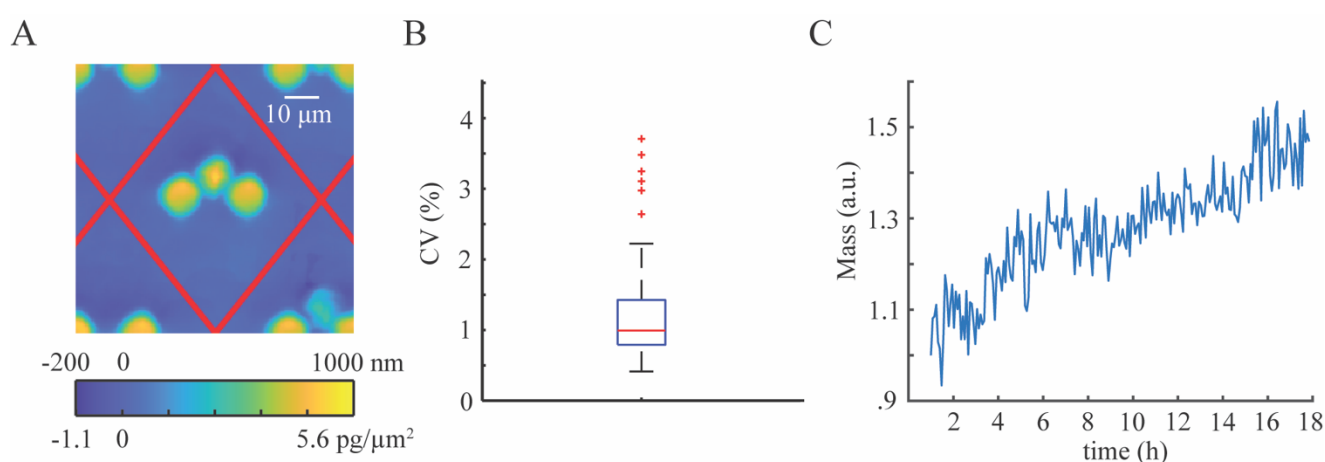 A
10 μm
-200 0 1000 nm
-1.1 0 5.6 pg/μm²
B
CV (%)
4
3
2
1
0
C
Mass (a.u.)
1.5
1.3
1.1
.9
2 4 6 8 10 12 14 16 18
time (h)